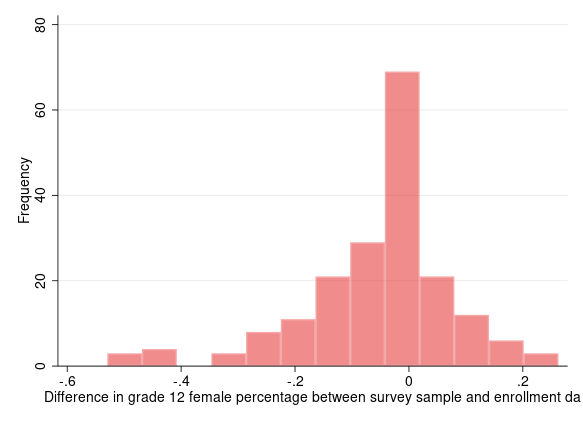 80
60
40
20
0
Frequency
-.6 -.4 -.2 0 .2
Difference in grade 12 female percentage between survey sample and enrollment da